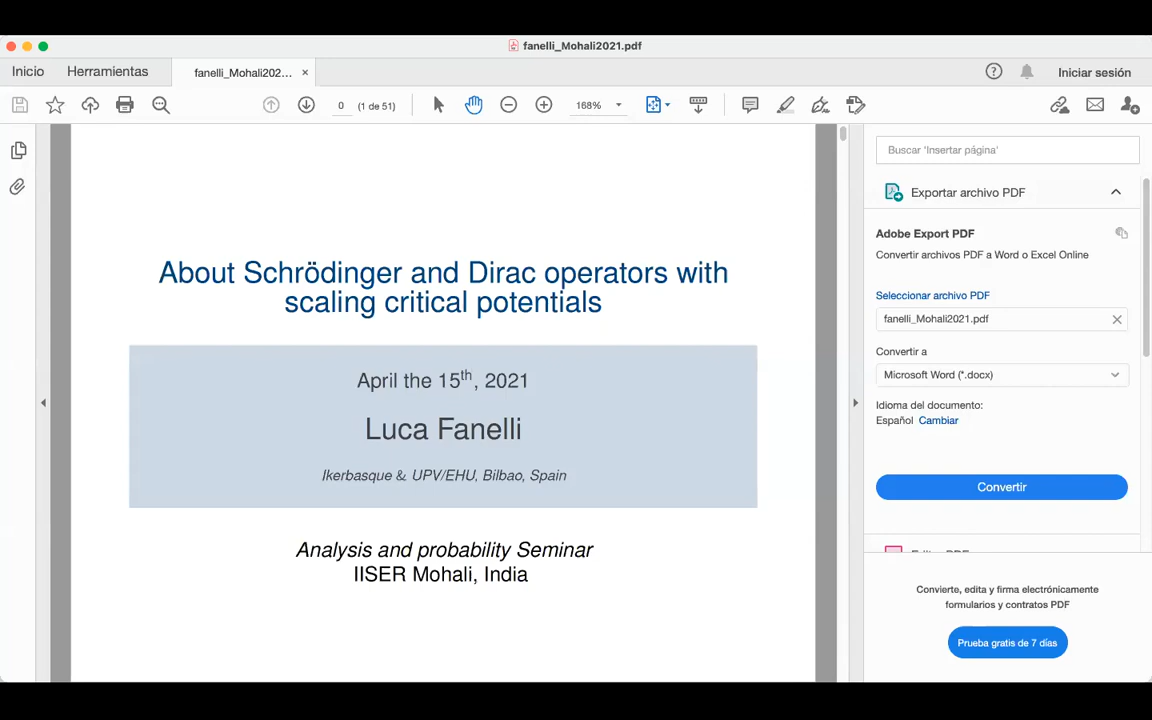 fanelli_Mohali2021.pdf
Inicio
Herramientas
fanelli_Mohali202...
Iniciar sesión
0
(1 de 51)
168%
About Schrödinger and Dirac operators with
scaling critical potentials
April the 15th, 2021
Luca Fanelli
Ikerbasque & UPV/EHU, Bilbao, Spain
Analysis and probability Seminar
IISER Mohali, India
Buscar 'Insertar página'
Exportar archivo PDF
Adobe Export PDF
Convertir archivos PDF a Word o Excel Online
Seleccionar archivo PDF
fanelli_Mohali2021.pdf
Convertir a
Microsoft Word (*.docx)
Idioma del documento:
Español Cambiar
Convertir
Convierte, edita y firma electrónicamente
formularios y contratos PDF
Prueba gratis de 7 días